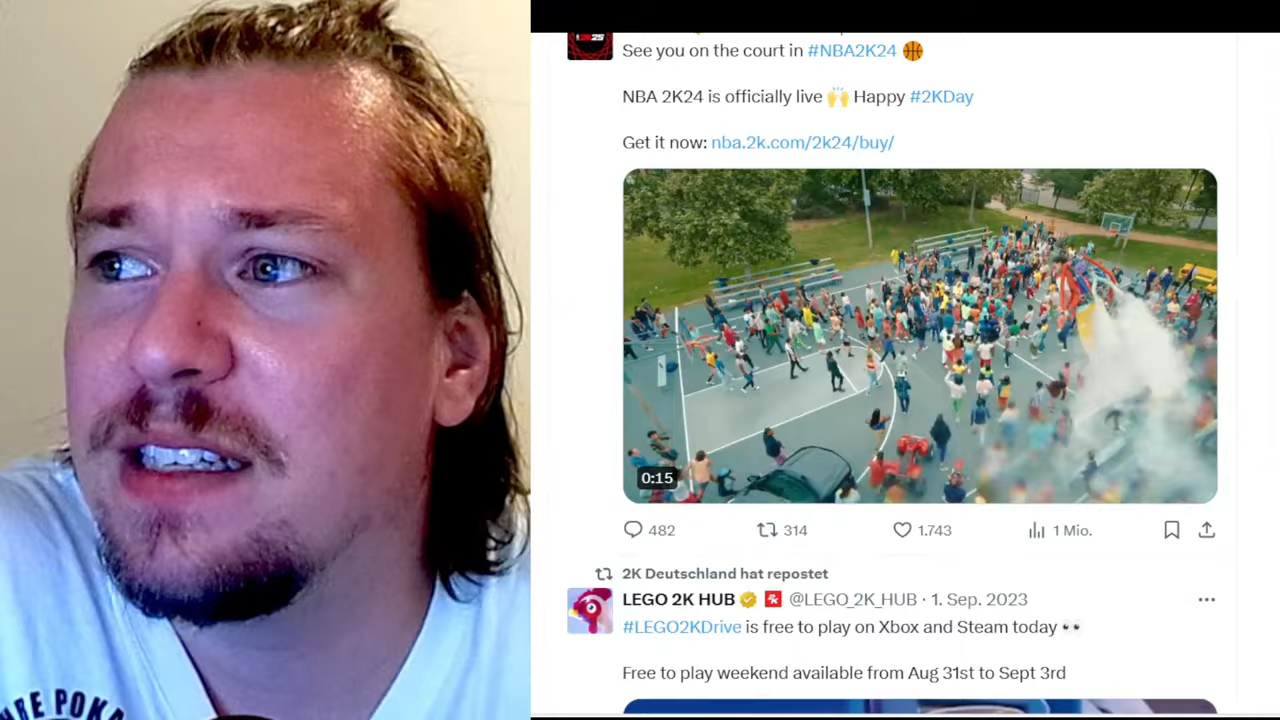 2K25
See you on the court in #NBA2K24 🏀
NBA 2K24 is officially live 🙌 Happy #2KDay
Get it now: nba.2k.com/2k24/buy/
0:15
482
314
1.743
1 Mio.
2K Deutschland hat repostet
LEGO 2K HUB @LEGO_2K_HUB · 1. Sep. 2023
#LEGO2KDrive is free to play on Xbox and Steam today 👀
Free to play weekend available from Aug 31st to Sept 3rd
POKA